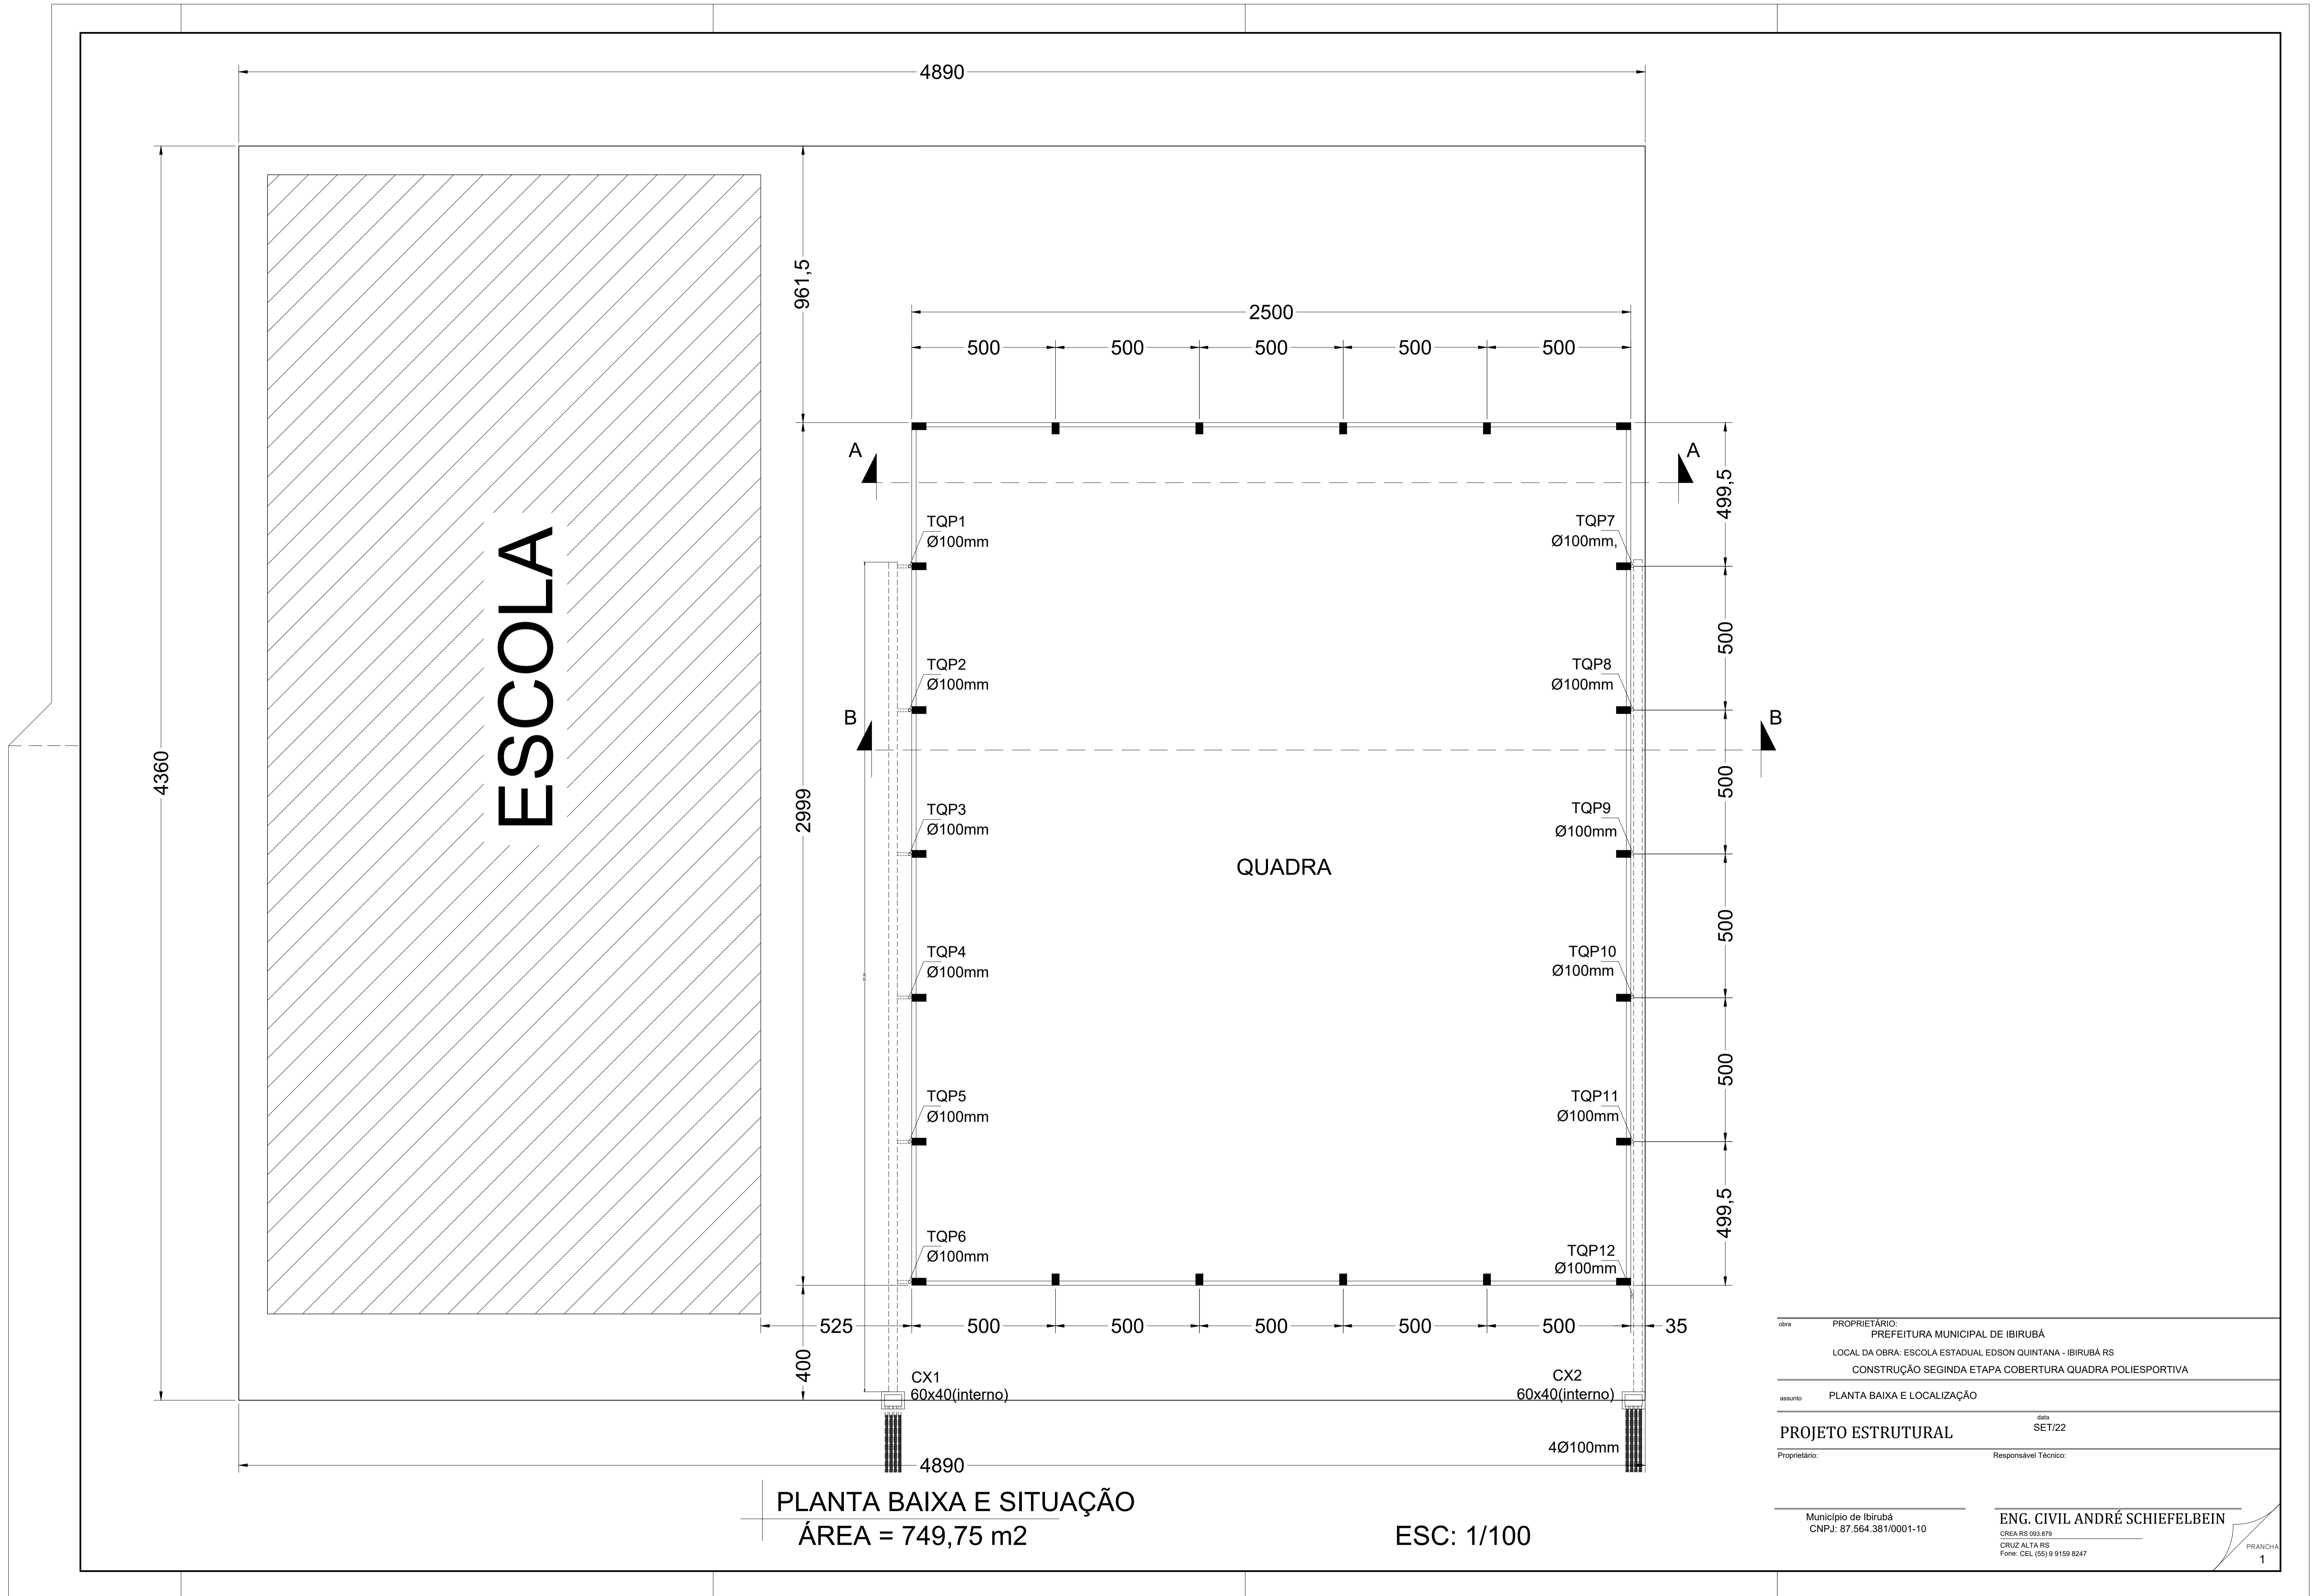 4890
961,5
2500
500
500
500
500
500
A
A
499,5
TQP1
Ø100mm
TQP7
Ø100mm,
500
TQP2
Ø100mm
TQP8
Ø100mm
B
B
ESCOLA
4360
2999
500
TQP3
Ø100mm
TQP9
Ø100mm
QUADRA
500
TQP4
Ø100mm
TQP10
Ø100mm
500
TQP5
Ø100mm
TQP11
Ø100mm
499,5
TQP6
Ø100mm
TQP12
Ø100mm
525
500
500
500
500
500
35
400
CX1
60x40(interno)
CX2
60x40(interno)
4Ø100mm
4890
PLANTA BAIXA E SITUAÇÃO
ÁREA = 749,75 m2
ESC: 1/100
obra
PROPRIETÁRIO:
PREFEITURA MUNICIPAL DE IBIRUBÁ
LOCAL DA OBRA: ESCOLA ESTADUAL EDSON QUINTANA - IBIRUBÁ RS
CONSTRUÇÃO SEGINDA ETAPA COBERTURA QUADRA POLIESPORTIVA
assunto
PLANTA BAIXA E LOCALIZAÇÃO
PROJETO ESTRUTURAL
data
SET/22
Proprietário:
Responsável Técnico:
Município de Ibirubá
CNPJ: 87.564.381/0001-10
ENG. CIVIL ANDRÉ SCHIEFELBEIN
CREA RS 093.879
CRUZ ALTA RS
Fone: CEL (55) 9 9159 8247
PRANCHA
1